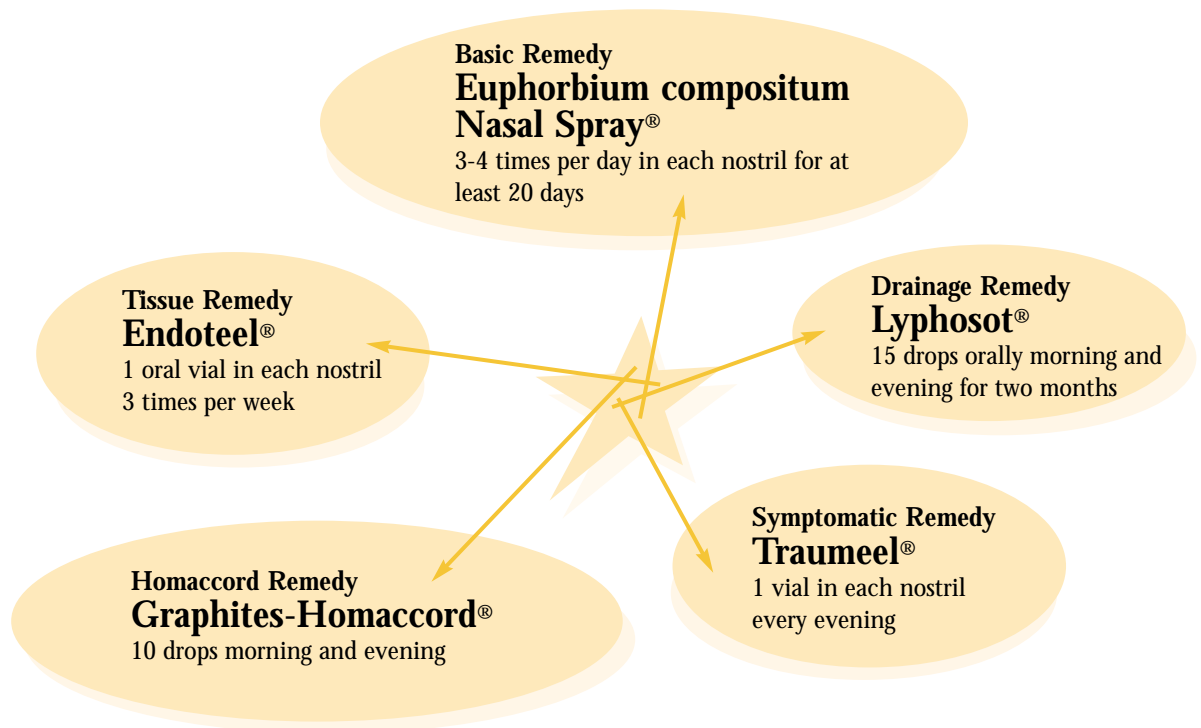 Basic Remedy
Euphorbium compositum
Nasal Spray®
3-4 times per day in each nostril for at
least 20 days
Tissue Remedy
Endoteel®
1 oral vial in each nostril
3 times per week
Drainage Remedy
Lyphosot®
15 drops orally morning and
evening for two months
Homaccord Remedy
Graphites-Homaccord®
10 drops morning and evening
Symptomatic Remedy
Traumeel®
1 vial in each nostril
every evening